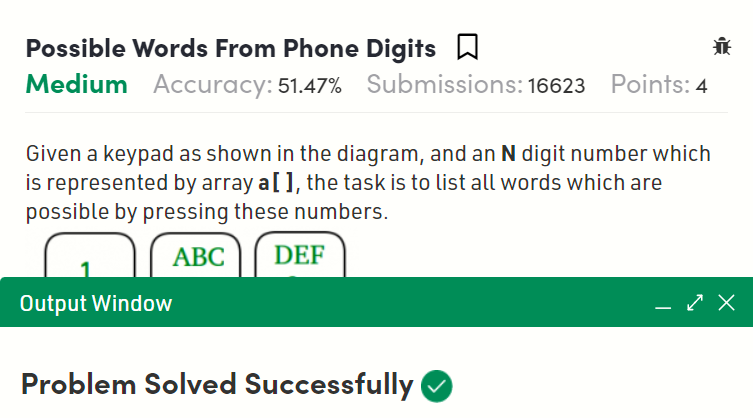 Possible Words From Phone Digits
Medium Accuracy: 51.47% Submissions: 16623 Points: 4
Given a keypad as shown in the diagram, and an N digit number which
is represented by array a[ ], the task is to list all words which are
possible by pressing these numbers.
1 ABC DEF
Output Window
Problem Solved Successfully